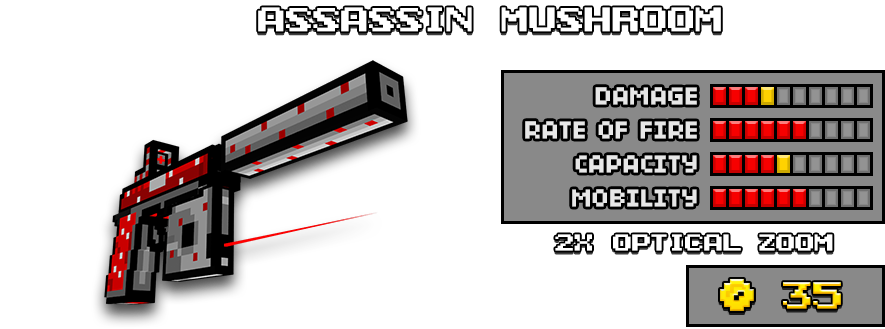 ASSASSIN MUSHROOM
DAMAGE
RATE OF FIRE
CAPACITY
MOBILITY
2X OPTICAL ZOOM
35